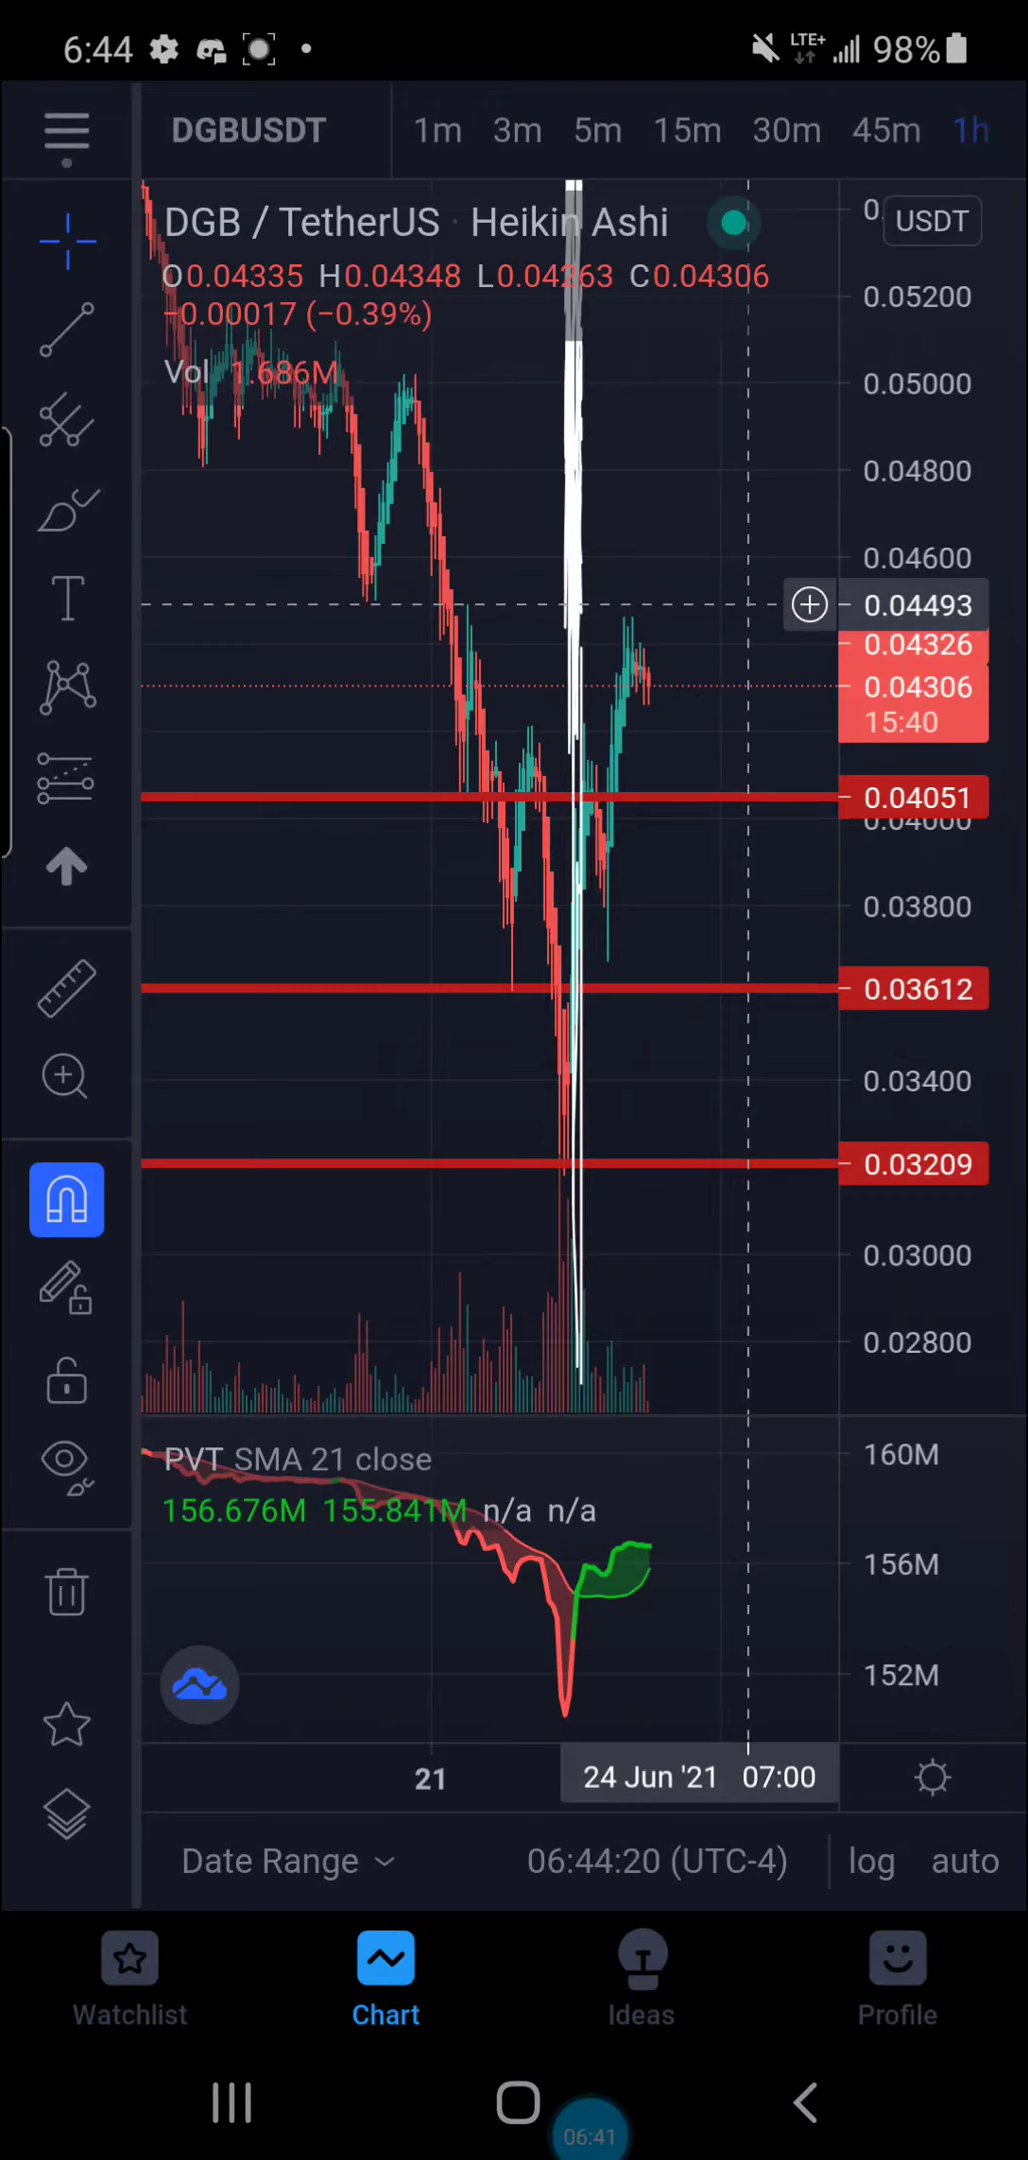 6:44 LTE+ 98%
DGBUSDT 1m 3m 5m 15m 30m 45m 1h
DGB / TetherUS · Heikin Ashi
O0.04335 H0.04348 L0.04263 C0.04306
−0.00017 (−0.39%)
Vol 1.686M
0.
USDT
0.05200
0.05000
0.04800
0.04600
0.04493
0.04326
0.04306
15:40
0.04051
0.04000
0.03800
0.03612
0.03400
0.03209
0.03000
0.02800
PVT SMA 21 close
156.676M 155.841M n/a n/a
160M
156M
152M
21 24 Jun '21 07:00
Date Range 06:44:20 (UTC-4) log auto
Watchlist Chart Ideas Profile
06:41